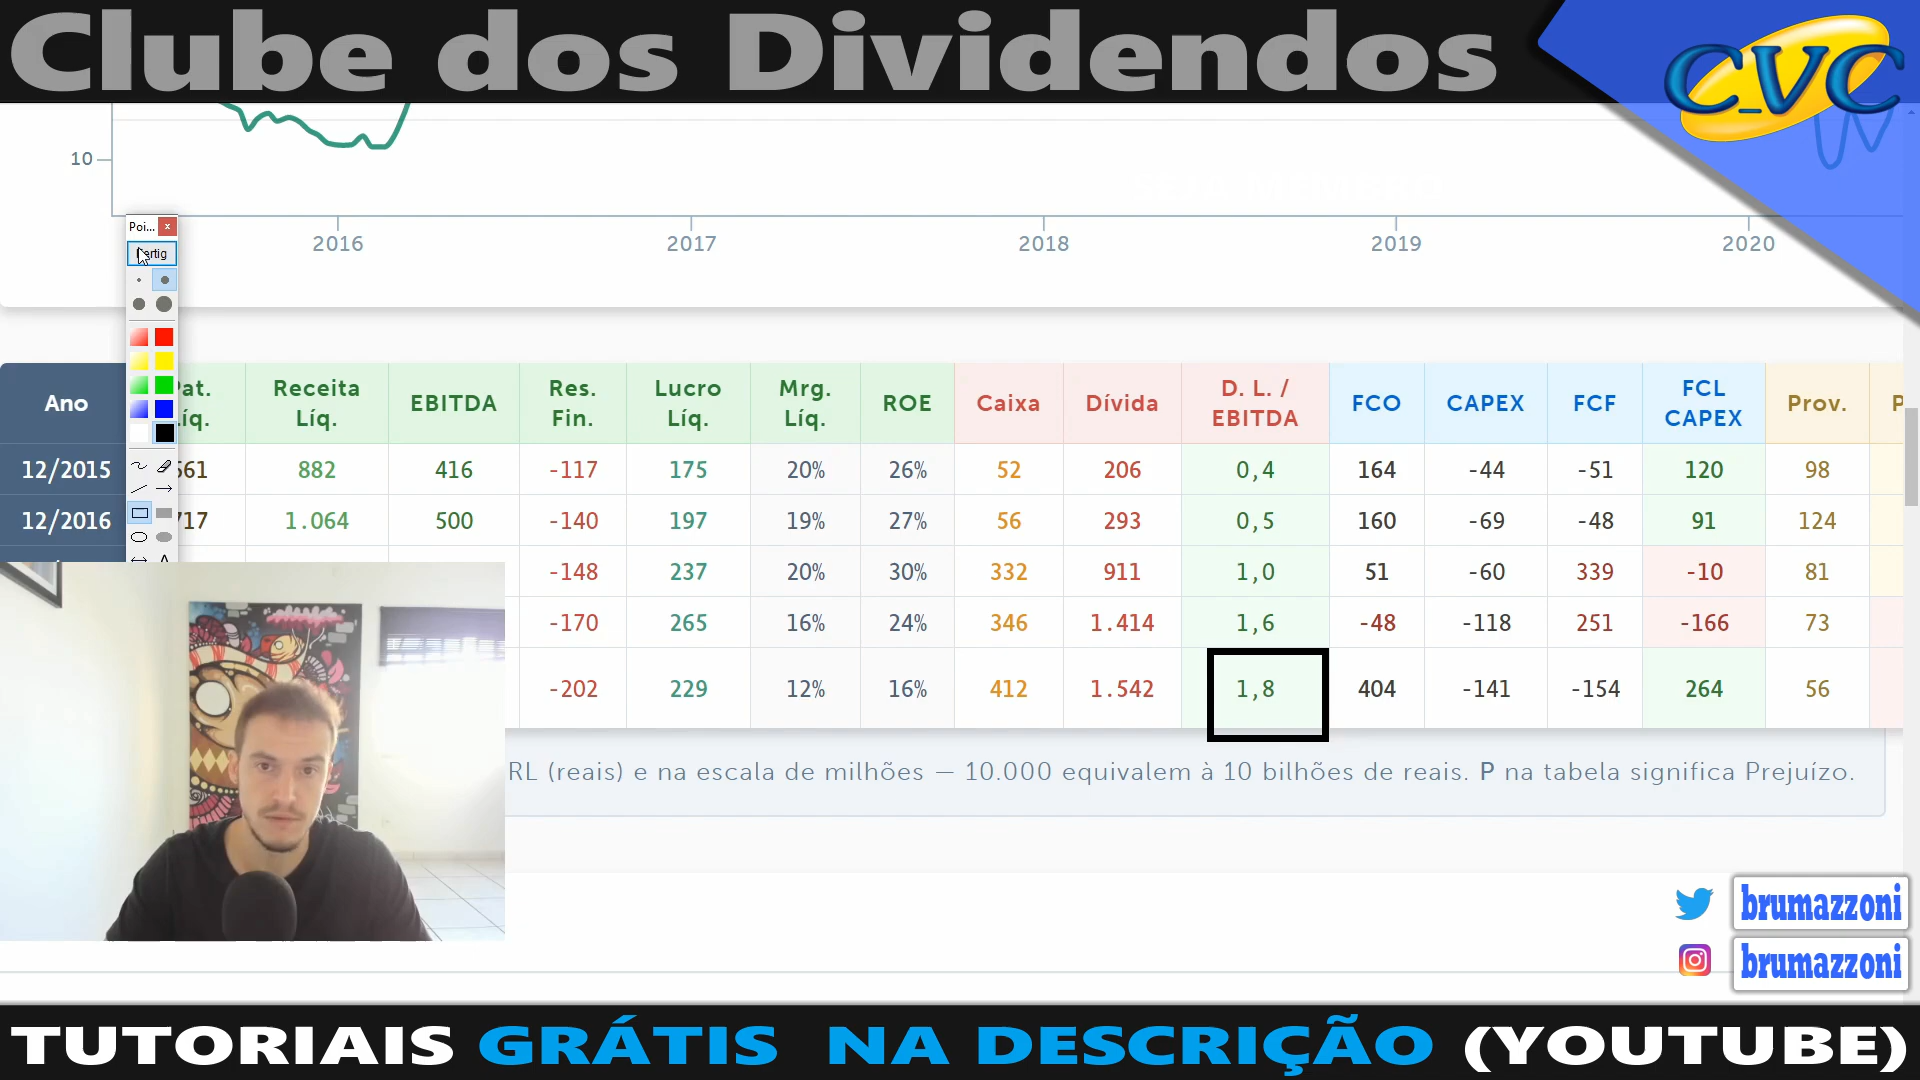 Clube dos Dividendos
CVC
10
2016 2017 2018 2019 2020
Poi... x
Ano Pat. Líq. Receita Líq. EBITDA Res. Fin. Lucro Líq. Mrg. Líq. ROE Caixa Dívida D. L. / EBITDA FCO CAPEX FCF FCL CAPEX Prov. P
12/2015 561 882 416 -117 175 20% 26% 52 206 0,4 164 -44 -51 120 98
12/2016 717 1.064 500 -140 197 19% 27% 56 293 0,5 160 -69 -48 91 124
-148 237 20% 30% 332 911 1,0 51 -60 339 -10 81
-170 265 16% 24% 346 1.414 1,6 -48 -118 251 -166 73
-202 229 12% 16% 412 1.542 1,8 404 -141 -154 264 56
RL (reais) e na escala de milhões — 10.000 equivalem à 10 bilhões de reais. P na tabela significa Prejuízo.
brumazzoni
brumazzoni
TUTORIAIS GRÁTIS NA DESCRIÇÃO (YOUTUBE)